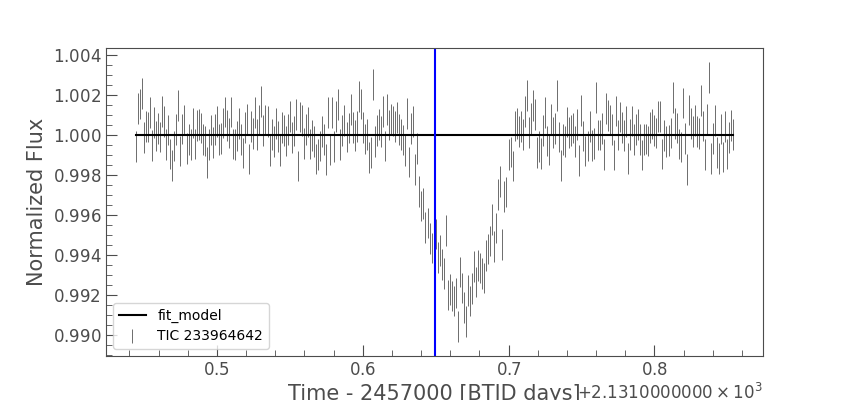 1.004
1.002
1.000
0.998
0.996
0.994
0.992
0.990
Normalized Flux
fit_model
TIC 233964642
0.5 0.6 0.7 0.8
Time - 2457000 [BTJD days]
+2.1310000000 × 10³